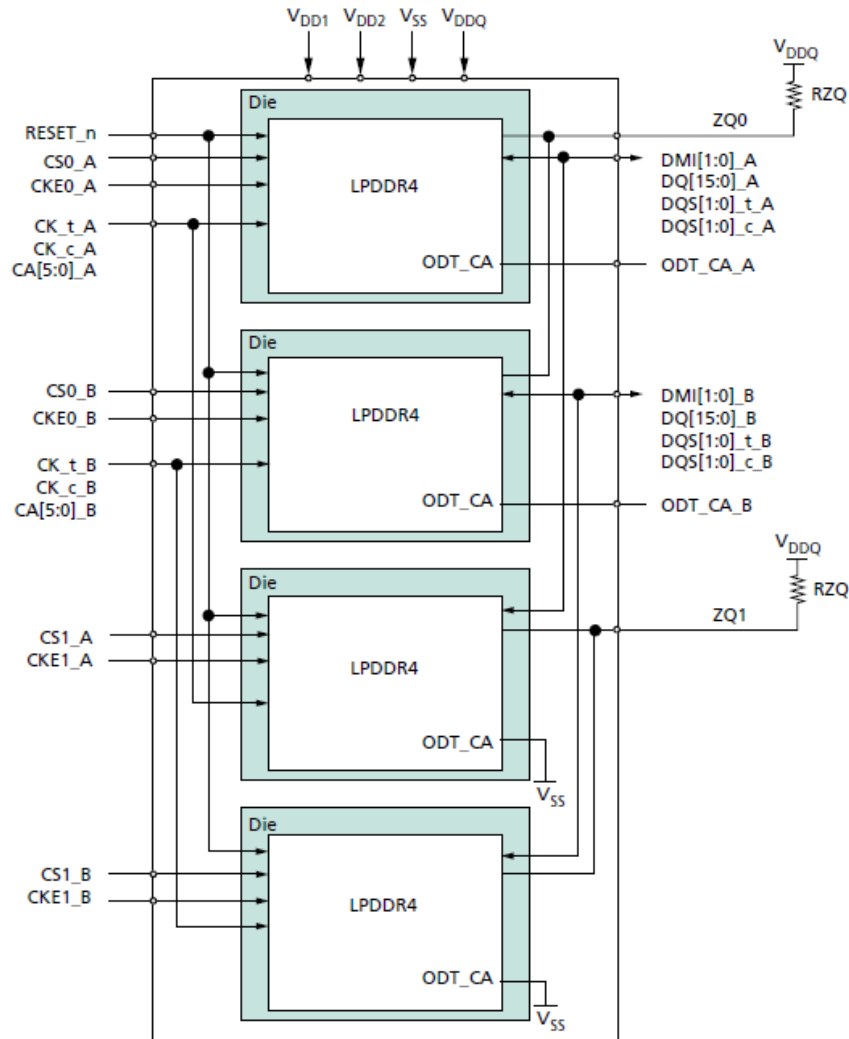 VDD1 VDD2 VSS VDDQ
VDDQ
RZQ
Die
RESET_n
ZQ0
CS0_A
LPDDR4
DMI[1:0]_A
CKE0_A
DQ[15:0]_A
CK_t_A
DQS[1:0]_t_A
CK_c_A
DQS[1:0]_c_A
CA[5:0]_A
ODT_CA
ODT_CA_A
Die
CS0_B
LPDDR4
DMI[1:0]_B
CKE0_B
DQ[15:0]_B
CK_t_B
DQS[1:0]_t_B
CK_c_B
DQS[1:0]_c_B
CA[5:0]_B
ODT_CA
ODT_CA_B
VDDQ
Die
RZQ
ZQ1
CS1_A
CKE1_A
LPDDR4
ODT_CA
VSS
Die
CS1_B
CKE1_B
LPDDR4
ODT_CA
VSS